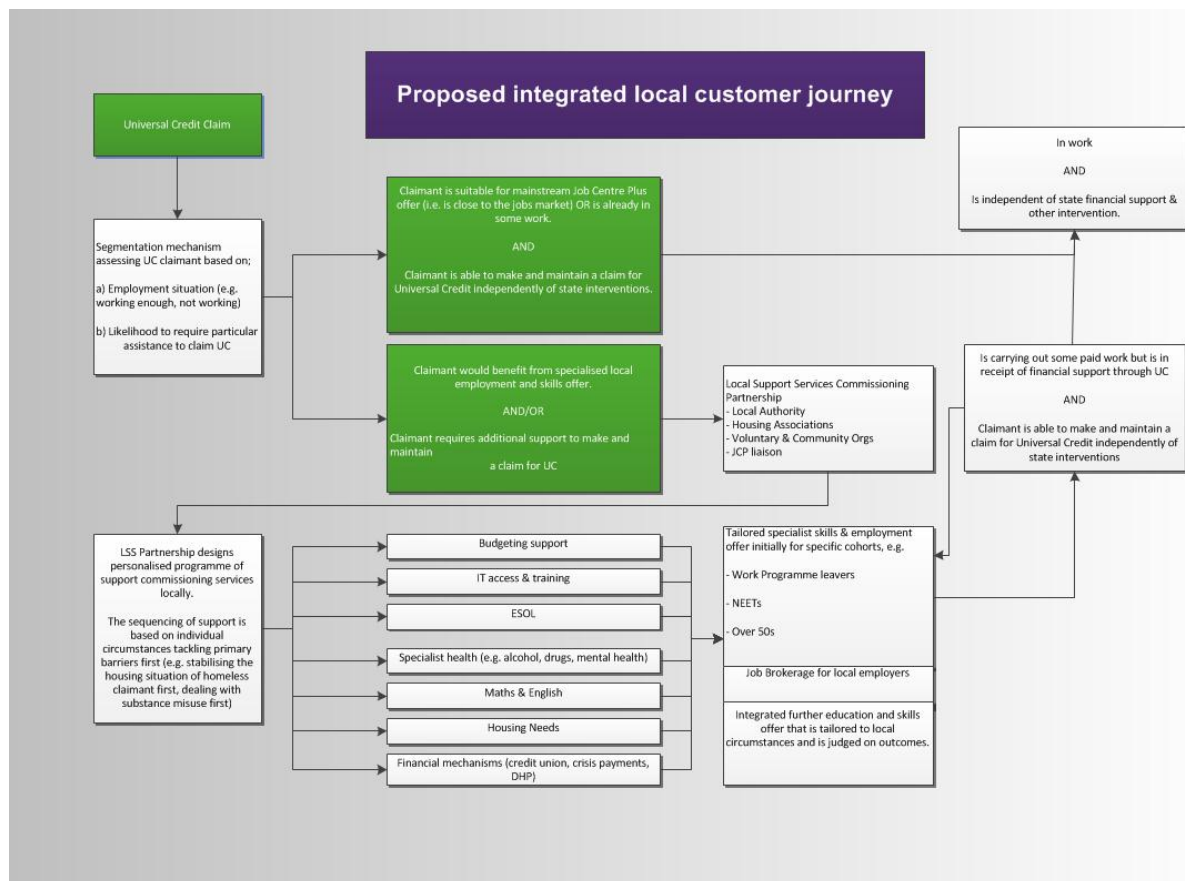 Proposed integrated local customer journey
Universal Credit Claim
Segmentation mechanism
assessing UC claimant based on;
a) Employment situation (e.g.
working enough, not working)
b) Likelihood to require particular
assistance to claim UC
Claimant is suitable for mainstream Job Centre Plus
offer (i.e. is close to the jobs market) OR is already in
some work.
AND
Claimant is able to make and maintain a claim for
Universal Credit independently of state interventions.
In work
AND
Is independent of state financial support &
other intervention.
Claimant would benefit from specialised local
employment and skills offer.
AND/OR
Claimant requires additional support to make and
maintain
a claim for UC
Local Support Services Commissioning
Partnership
- Local Authority
- Housing Associations
- Voluntary & Community Orgs
- JCP liaison
Is carrying out some paid work but is in
receipt of financial support through UC
AND
Claimant is able to make and maintain a
claim for Universal Credit independently of
state interventions
LSS Partnership designs
personalised programme of
support commissioning services
locally.
The sequencing of support is
based on individual
circumstances tackling primary
barriers first (e.g. stabilising the
housing situation of homeless
claimant first, dealing with
substance misuse first)
Budgeting support
IT access & training
ESOL
Specialist health (e.g. alcohol, drugs, mental health)
Maths & English
Housing Needs
Financial mechanisms (credit union, crisis payments,
DHP)
Tailored specialist skills & employment
offer initially for specific cohorts, e.g.
- Work Programme leavers
- NEETs
- Over 50s
Job Brokerage for local employers
Integrated further education and skills
offer that is tailored to local
circumstances and is judged on outcomes.